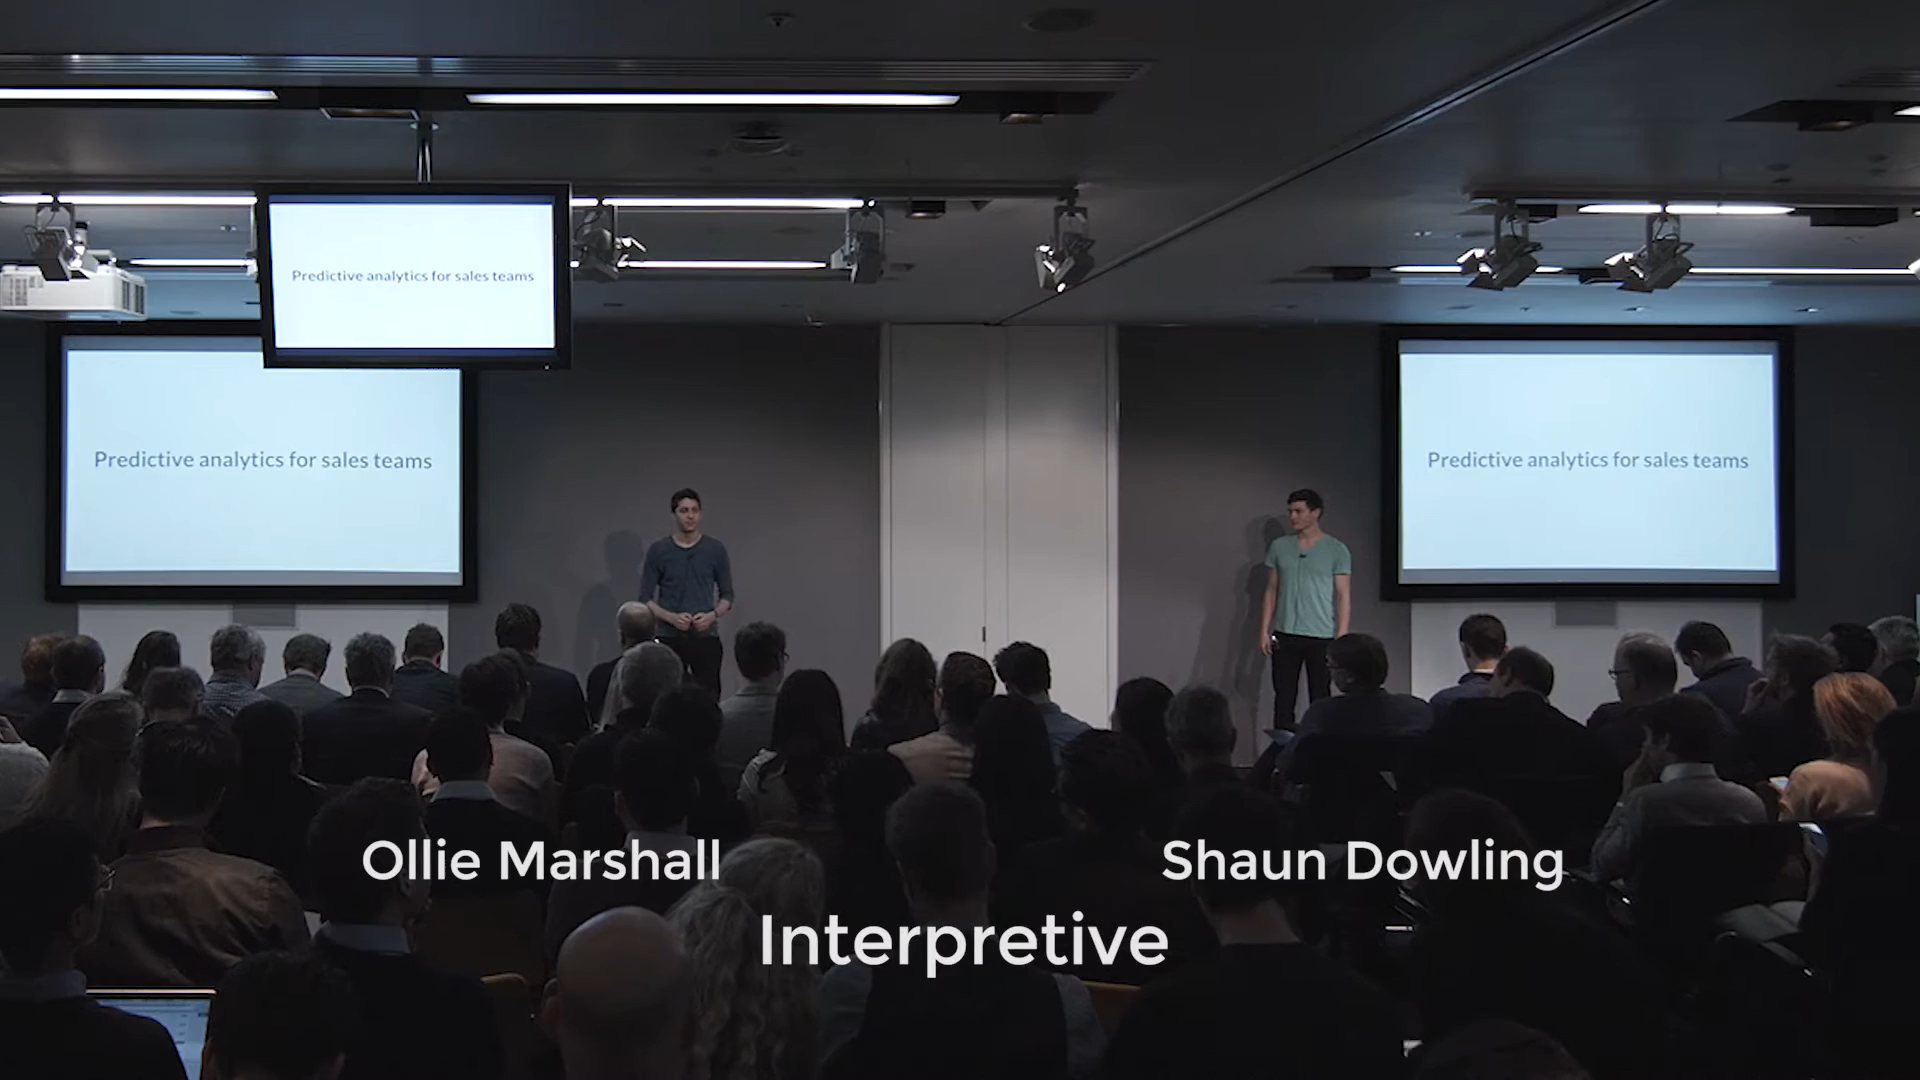 Predictive analytics for sales teams
Predictive analytics for sales teams
Predictive analytics for sales teams
Ollie Marshall
Shaun Dowling
Interpretive